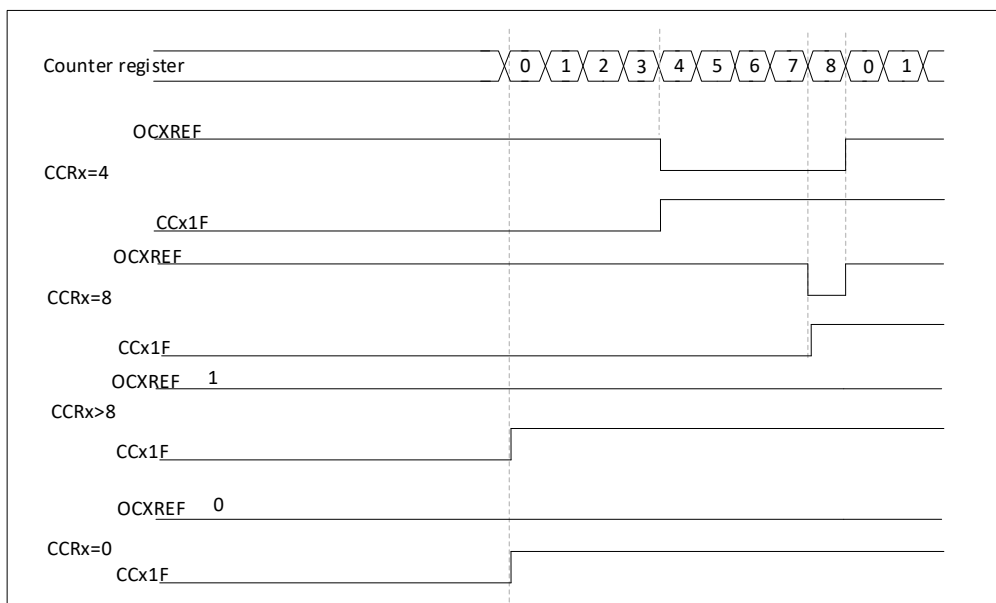 Counter register 0 1 2 3 4 5 6 7 8 0 1
OCXREF
CCRx=4
CCx1F
OCXREF
CCRx=8
CCx1F
OCXREF 1
CCRx>8
CCx1F
OCXREF 0
CCRx=0
CCx1F